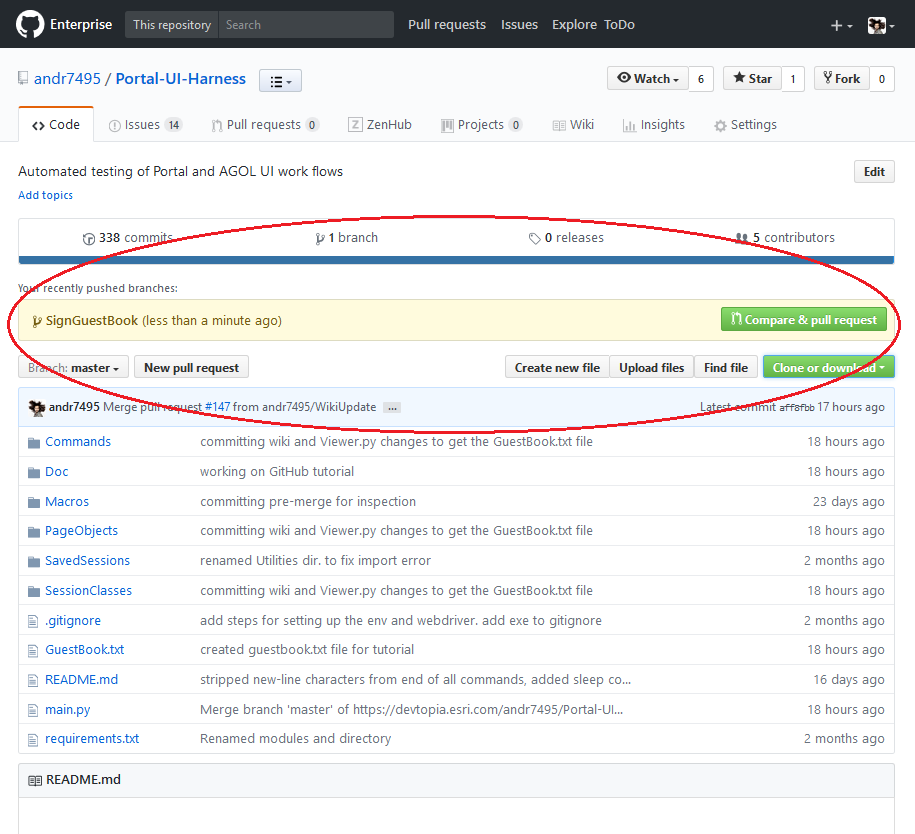 Enterprise This repository Search Pull requests Issues Explore ToDo
andr7495 / Portal-UI-Harness Watch 6 Star 1 Fork 0
Code Issues 14 Pull requests 0 ZenHub Projects 0 Wiki Insights Settings
Automated testing of Portal and AGOL UI work flows Edit
Add topics
338 commits 1 branch 0 releases 5 contributors
Your recently pushed branches:
SignGuestBook (less than a minute ago) Compare & pull request
Branch: master New pull request Create new file Upload files Find file Clone or download
andr7495 Merge pull request #147 from andr7495/WikiUpdate … Latest commit 17 hours ago
Commands committing wiki and Viewer.py changes to get the GuestBook.txt file 18 hours ago
Doc working on GitHub tutorial 18 hours ago
Macros committing pre-merge for inspection 23 days ago
PageObjects committing wiki and Viewer.py changes to get the GuestBook.txt file 18 hours ago
SavedSessions renamed Utilities dir. to fix import error 2 months ago
SessionClasses committing wiki and Viewer.py changes to get the GuestBook.txt file 18 hours ago
.gitignore add steps for setting up the env and webdriver. add exe to gitignore 2 months ago
GuestBook.txt created guestbook.txt file for tutorial 18 hours ago
README.md stripped new-line characters from end of all commands, added sleep co... 16 days ago
main.py Merge branch 'master' of https://devtopia.esri.com/andr7495/Portal-UI... 18 hours ago
requirements.txt Renamed modules and directory 2 months ago
README.md